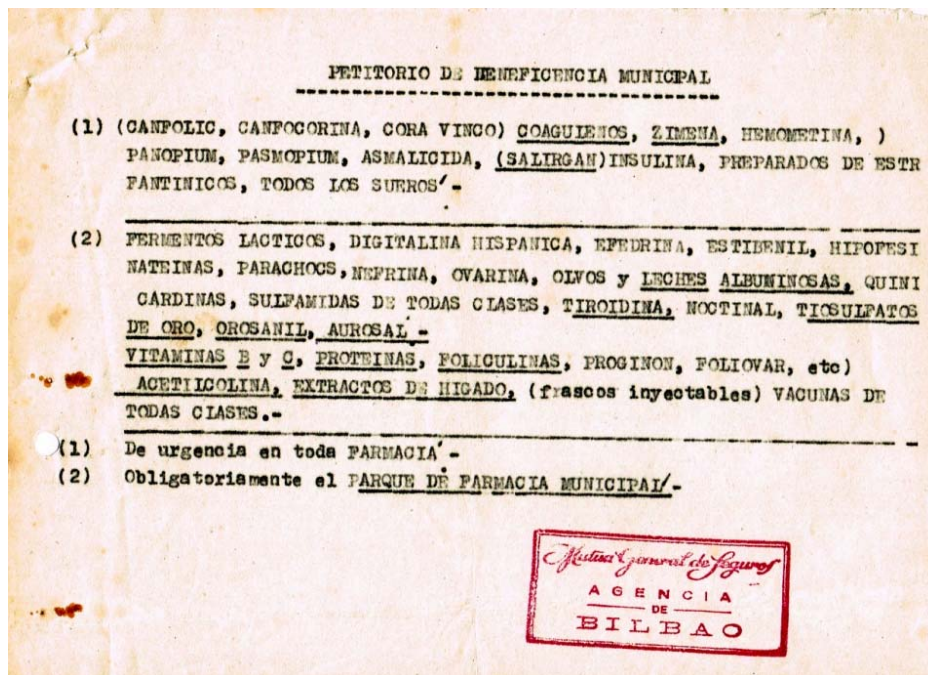 PETITORIO DE BENEFICENCIA MUNICIPAL
(1) (CANFOLIC, CANFOCORINA, CORA VINCO) COAGULENOS, ZIMENA, HEMOMETINA, )
PANOPIUM, PASMOPIUM, ASMALICIDA, (SALIRGAN)INSULINA, PREPARADOS DE ESTR
FANTINICOS, TODOS LOS SUEROS´-
(2) FERMENTOS LACTICOS, DIGITALINA HISPANICA, EFEDRINA, ESTIBENIL, HIPOFESI
NATEINAS, PARACHOCS, NEFRINA, OVARINA, OLVOS y LECHES ALBUMINOSAS, QUINI
CARDINAS, SULFAMIDAS DE TODAS CLASES, TIROIDINA, NOCTINAL, TIOSULFATOS
DE ORO, OROSANIL, AUROSAL -
VITAMINAS B y C, PROTEINAS, FOLICULINAS, PROGINON, FOLIOVAR, etc)
ACETILCOLINA, EXTRACTOS DE HIGADO, (frascos inyectables) VACUNAS DE
TODAS CLASES.-
(1) De urgencia en toda FARMACIA´-
(2) Obligatoriamente el PARQUE DE FARMACIA MUNICIPAL/-
Mutua General de Seguros
AGENCIA
DE
BILBAO